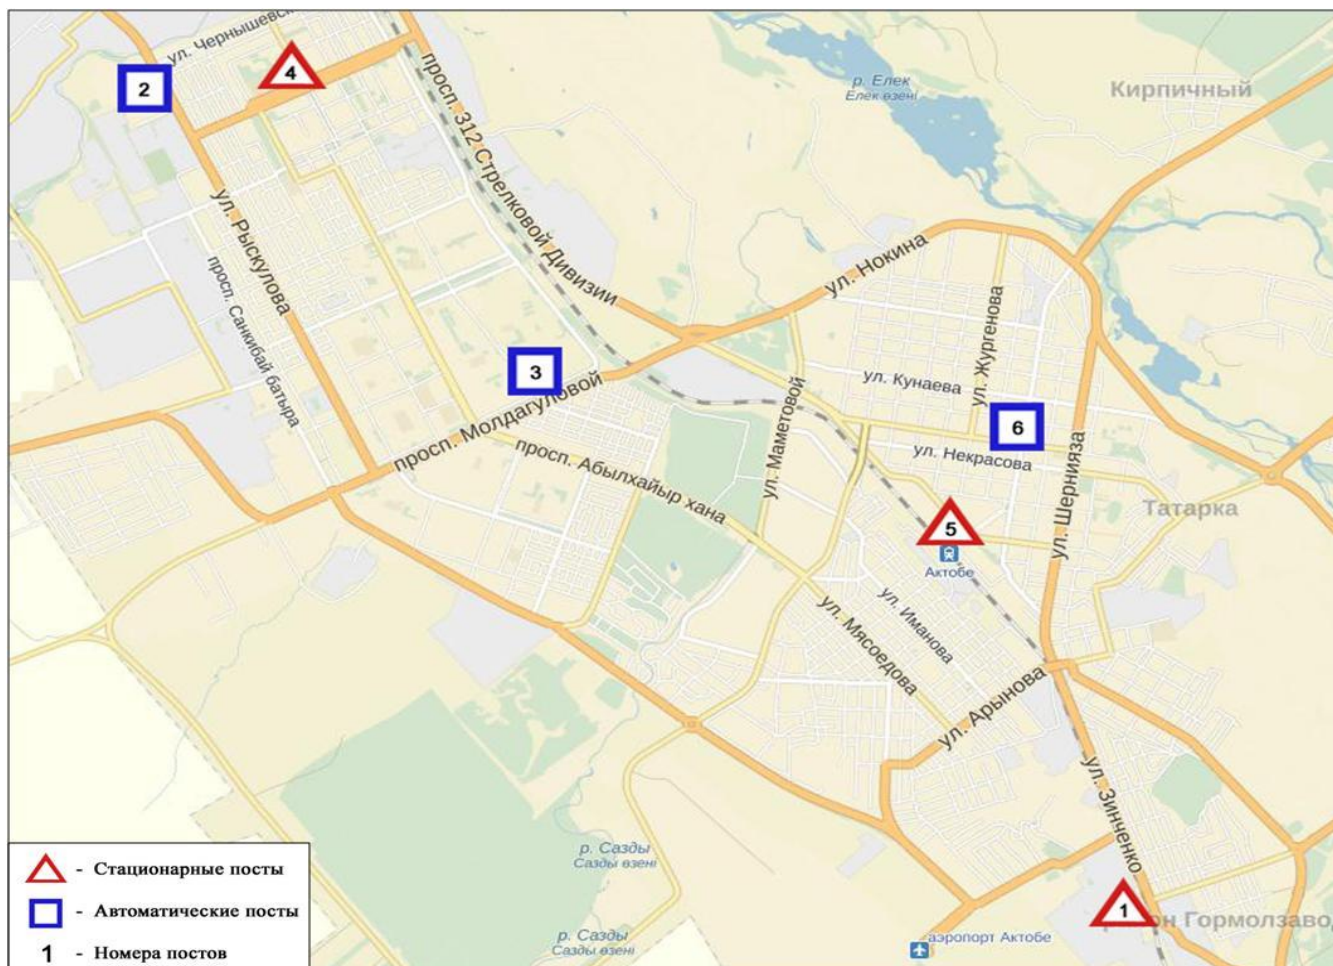 ул. Чернышевск
4
2
просп. 312 Стрелковой Дивизии
р. Елек
Елек өзені
Кирпичный
ул. Рыскулова
просп. Санкибай батыра
ул. Нокина
ул. Жургенова
3
просп. Молдагуловой
ул. Кунаева
ул. Маметовой
6
ул. Некрасова
просп. Абылхайыр хана
ул. Шернияза
Татарка
5
Актобе
ул. Иманова
ул. Мясоедова
ул. Арынова
ул. Зинченко
р. Сазды
Сазды өзені
1
он Гормолзавод
р. Сазды
Сазды өзені
аэропорт Актобе
- Стационарные посты
- Автоматические посты
1 - Номера постов